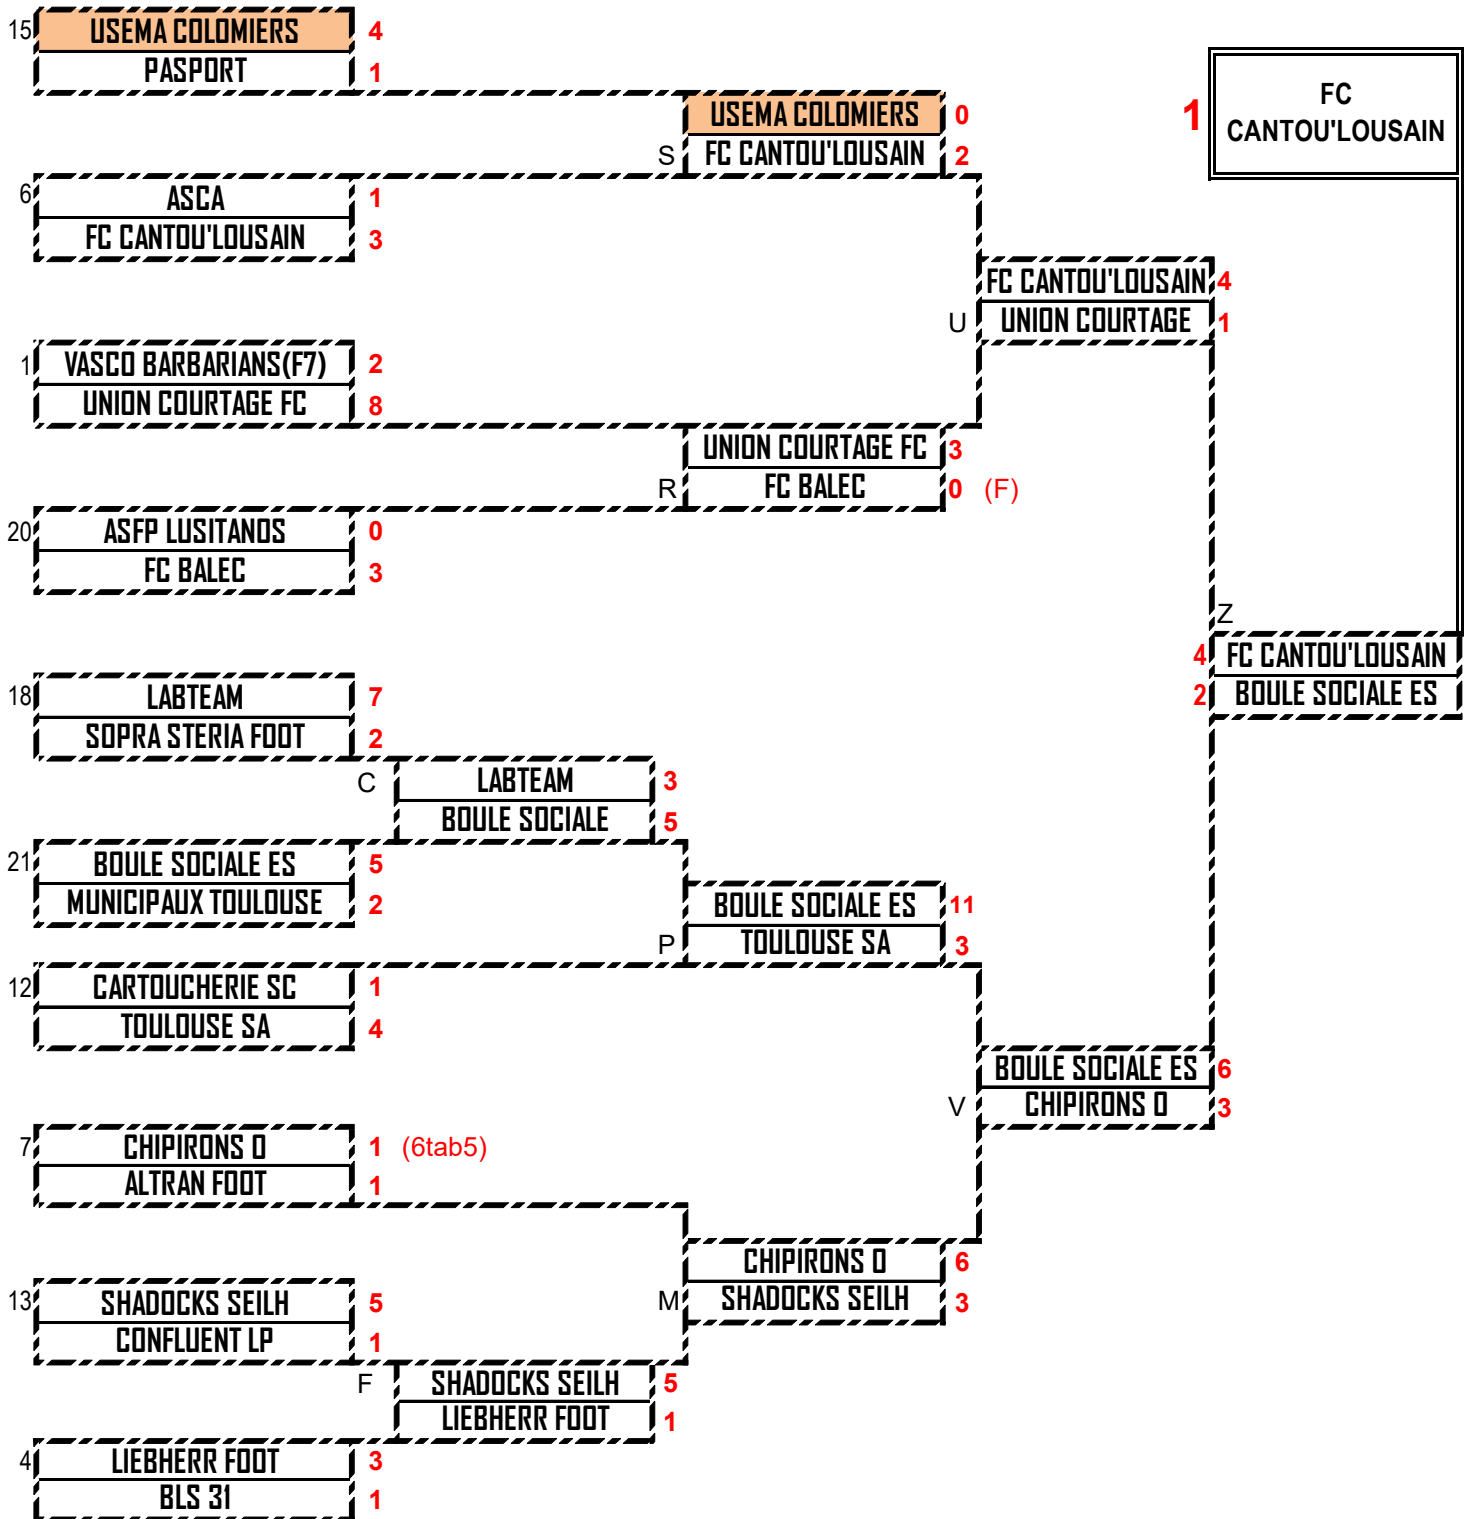 15 USEMA COLOMIERS 4
PASPORT 1
USEMA COLOMIERS 0
S FC CANTOU'LOUSAIN 2
6 ASCA 1
FC CANTOU'LOUSAIN 3
FC CANTOU'LOUSAIN 4
U UNION COURTAGE 1
1 VASCO BARBARIANS(F7) 2
UNION COURTAGE FC 8
UNION COURTAGE FC 3
R FC BALEC 0 (F)
20 ASFP LUSITANOS 0
FC BALEC 3
1 FC
CANTOU'LOUSAIN
Z
4 FC CANTOU'LOUSAIN
2 BOULE SOCIALE ES
18 LABTEAM 7
SOPRA STERIA FOOT 2
C LABTEAM 3
BOULE SOCIALE 5
21 BOULE SOCIALE ES 5
MUNICIPAUX TOULOUSE 2
BOULE SOCIALE ES 11
P TOULOUSE SA 3
12 CARTOUCHERIE SC 1
TOULOUSE SA 4
BOULE SOCIALE ES 6
V CHIPIRONS O 3
7 CHIPIRONS O 1 (6tab5)
ALTRAN FOOT 1
CHIPIRONS O 6
M SHADOCKS SEILH 3
13 SHADOCKS SEILH 5
CONFLUENT LP 1
F SHADOCKS SEILH 5
LIEBHERR FOOT 1
4 LIEBHERR FOOT 3
BLS 31 1